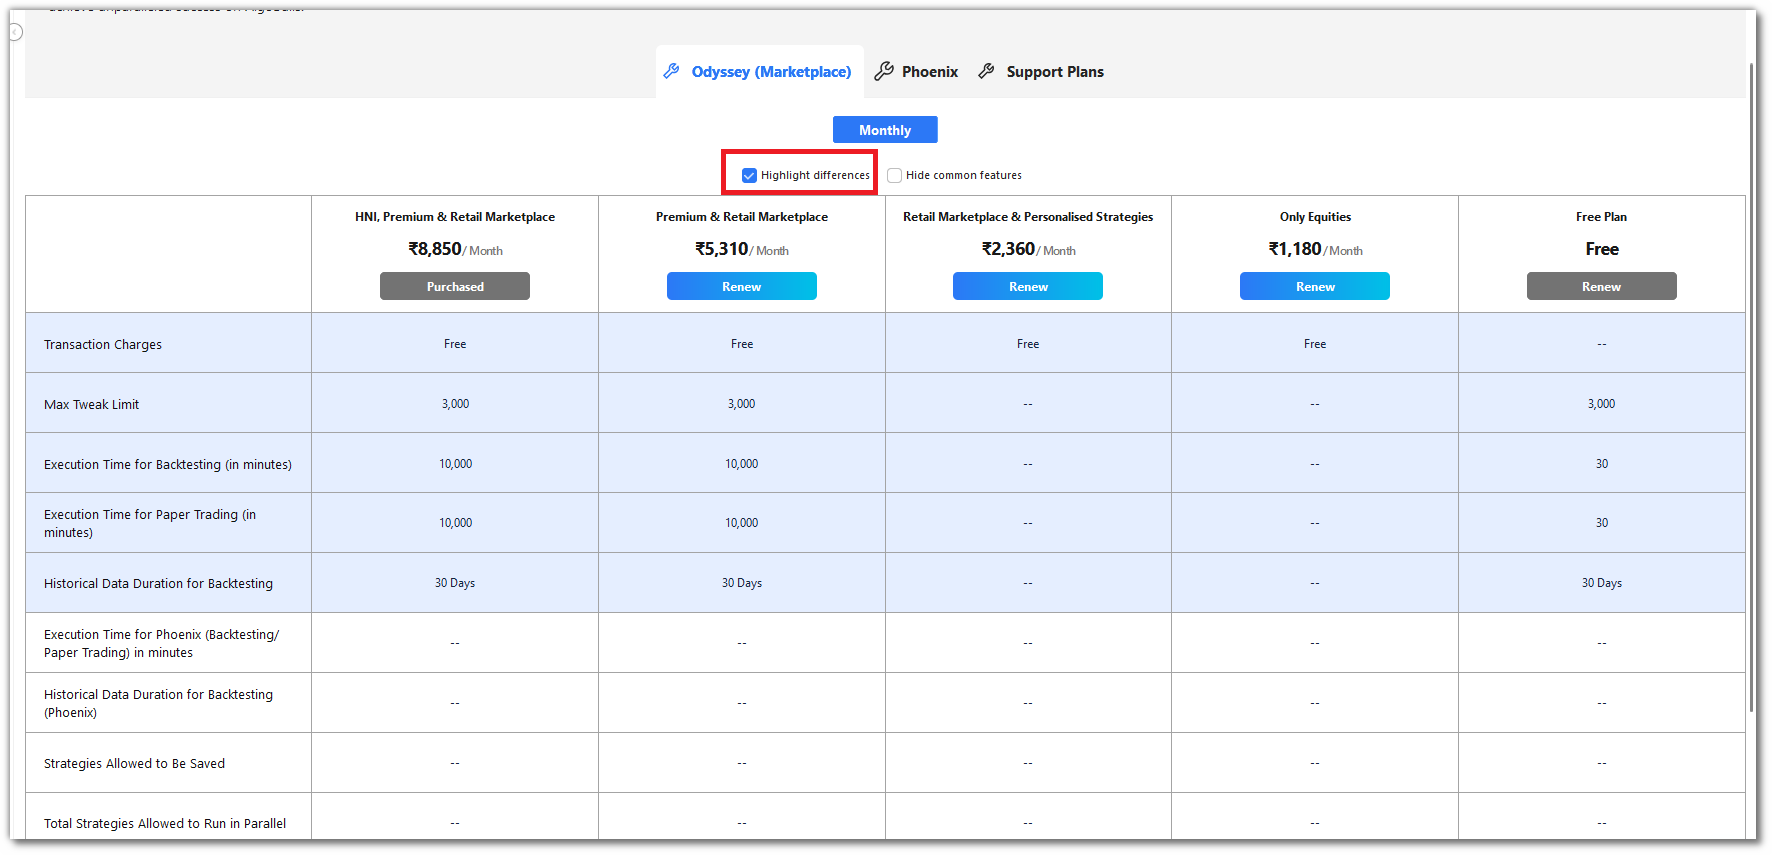 Odyssey (Marketplace) Phoenix Support Plans
Monthly
Highlight differences Hide common features
HNI, Premium & Retail Marketplace Premium & Retail Marketplace Retail Marketplace & Personalised Strategies Only Equities Free Plan
₹8,850/ Month ₹5,310/ Month ₹2,360/ Month ₹1,180/ Month Free
Purchased Renew Renew Renew Renew
Transaction Charges Free Free Free Free --
Max Tweak Limit 3,000 3,000 -- -- 3,000
Execution Time for Backtesting (in minutes) 10,000 10,000 -- -- 30
Execution Time for Paper Trading (in
minutes) 10,000 10,000 -- -- 30
Historical Data Duration for Backtesting 30 Days 30 Days -- -- 30 Days
Execution Time for Phoenix (Backtesting/
Paper Trading) in minutes -- -- -- -- --
Historical Data Duration for Backtesting
(Phoenix) -- -- -- -- --
Strategies Allowed to Be Saved -- -- -- -- --
Total Strategies Allowed to Run in Parallel -- -- -- -- --